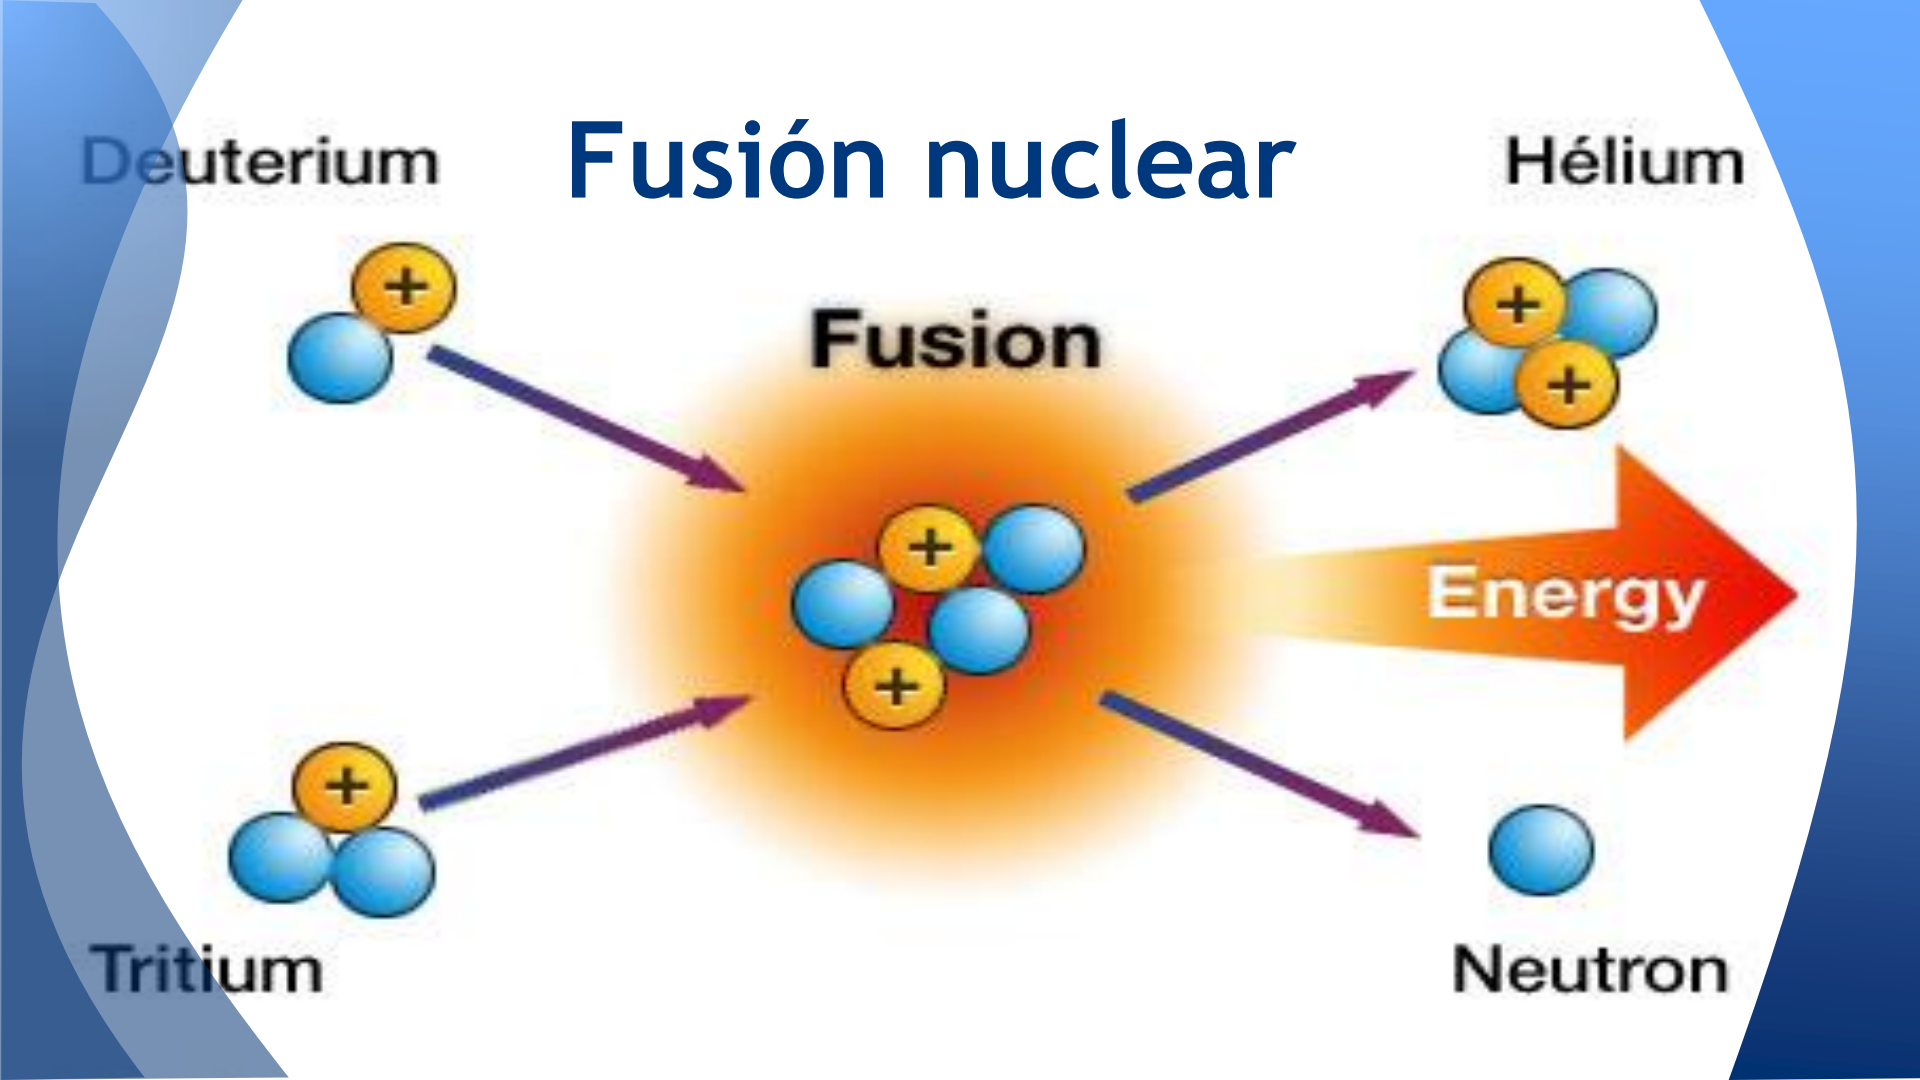 Fusión nuclear
Deuterium
Hélium
Fusion
+
+
+
+
Energy
+
+
Tritium
Neutron